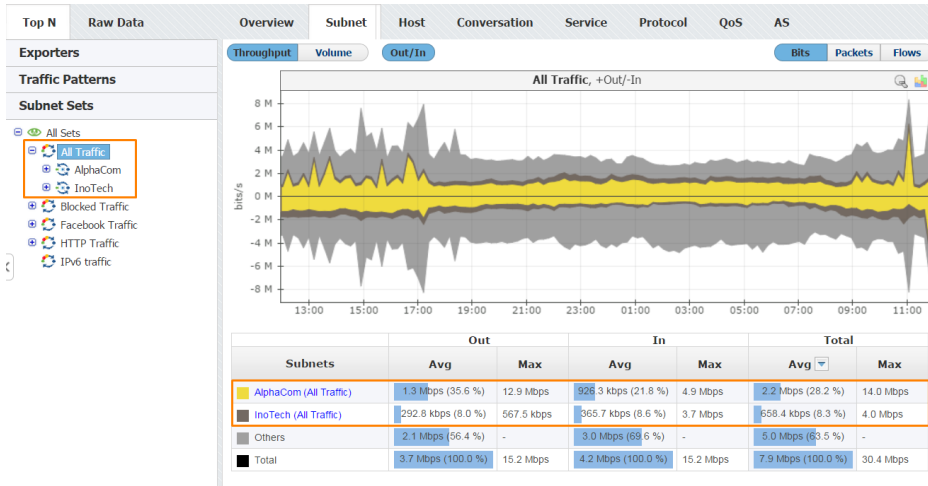 Top N Raw Data Overview Subnet Host Conversation Service Protocol QoS AS
Exporters
Traffic Patterns
Subnet Sets
All Sets
All Traffic
AlphaCom
InoTech
Blocked Traffic
Facebook Traffic
HTTP Traffic
IPv6 traffic
Throughput Volume Out/In Bits Packets Flows
All Traffic, +Out/-In
bits/s
8 M
6 M
4 M
2 M
0 M
-2 M
-4 M
-6 M
-8 M
13:00 15:00 17:00 19:00 21:00 23:00 01:00 03:00 05:00 07:00 09:00 11:00
Out In Total
Subnets Avg Max Avg Max Avg Max
AlphaCom (All Traffic) 1.3 Mbps (35.6 %) 12.9 Mbps 926.3 kbps (21.8 %) 4.9 Mbps 2.2 Mbps (28.2 %) 14.0 Mbps
InoTech (All Traffic) 292.8 kbps (8.0 %) 567.5 kbps 365.7 kbps (8.6 %) 3.7 Mbps 658.4 kbps (8.3 %) 4.0 Mbps
Others 2.1 Mbps (56.4 %) - 3.0 Mbps (69.6 %) - 5.0 Mbps (63.5 %) -
Total 3.7 Mbps (100.0 %) 15.2 Mbps 4.2 Mbps (100.0 %) 15.2 Mbps 7.9 Mbps (100.0 %) 30.4 Mbps